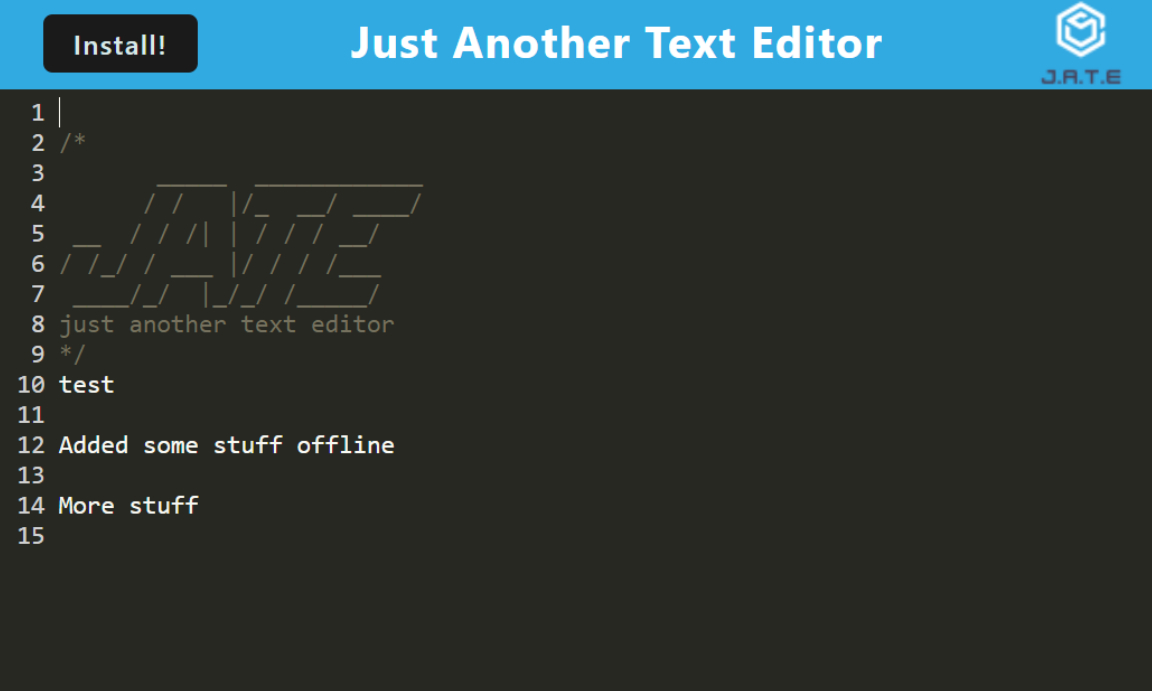 Install!
Just Another Text Editor
J.A.T.E
1
2 /*
3        _____  ____________
4       / /   |/_  __/ ____/
5  __  / / /| | / / / __/
6 / /_/ / ___ |/ / / /___
7  ____/_/  |_/_/ /_____/
8 just another text editor
9 */
10 test
11
12 Added some stuff offline
13
14 More stuff
15